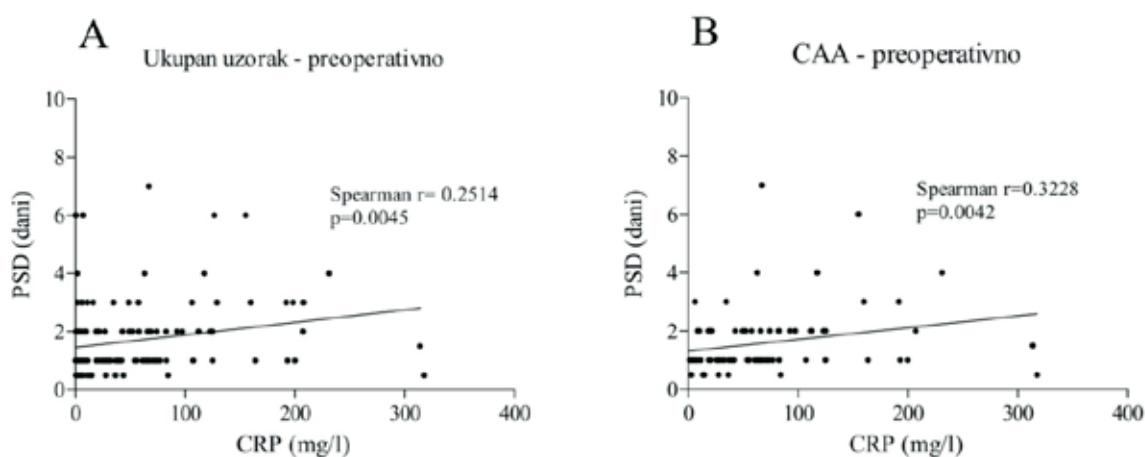 A
Ukupan uzorak - preoperativno
10
8
6
4
2
0
PSD (dani)
Spearman r= 0.2514
p=0.0045
0 100 200 300 400
CRP (mg/l)
B
CAA - preoperativno
10
8
6
4
2
0
PSD (dani)
Spearman r=0.3228
p=0.0042
0 100 200 300 400
CRP (mg/l)